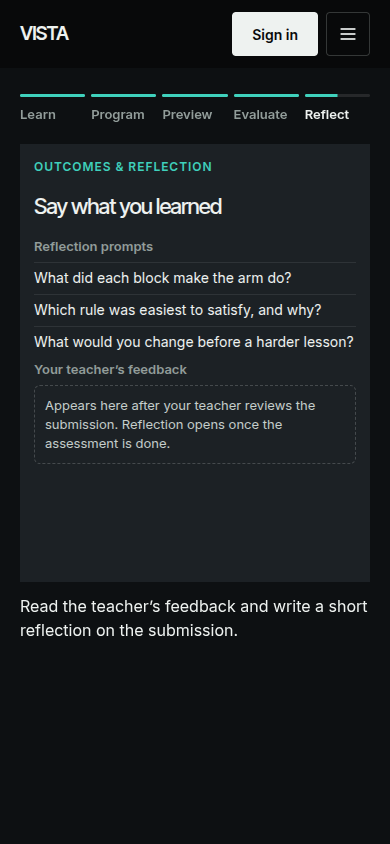 VISTA
Sign in
Learn
Program
Preview
Evaluate
Reflect
OUTCOMES & REFLECTION
Say what you learned
Reflection prompts
What did each block make the arm do?
Which rule was easiest to satisfy, and why?
What would you change before a harder lesson?
Your teacher’s feedback
Appears here after your teacher reviews the
submission. Reflection opens once the
assessment is done.
Read the teacher’s feedback and write a short
reflection on the submission.